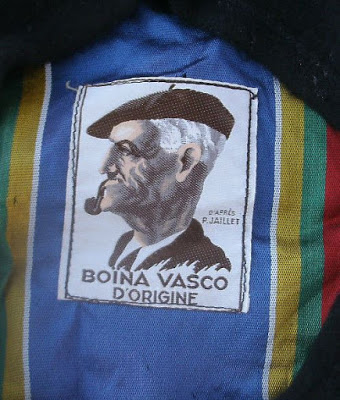 D'APRÈS
P. JAILLET
BOINA VASCO
D'ORIGINE